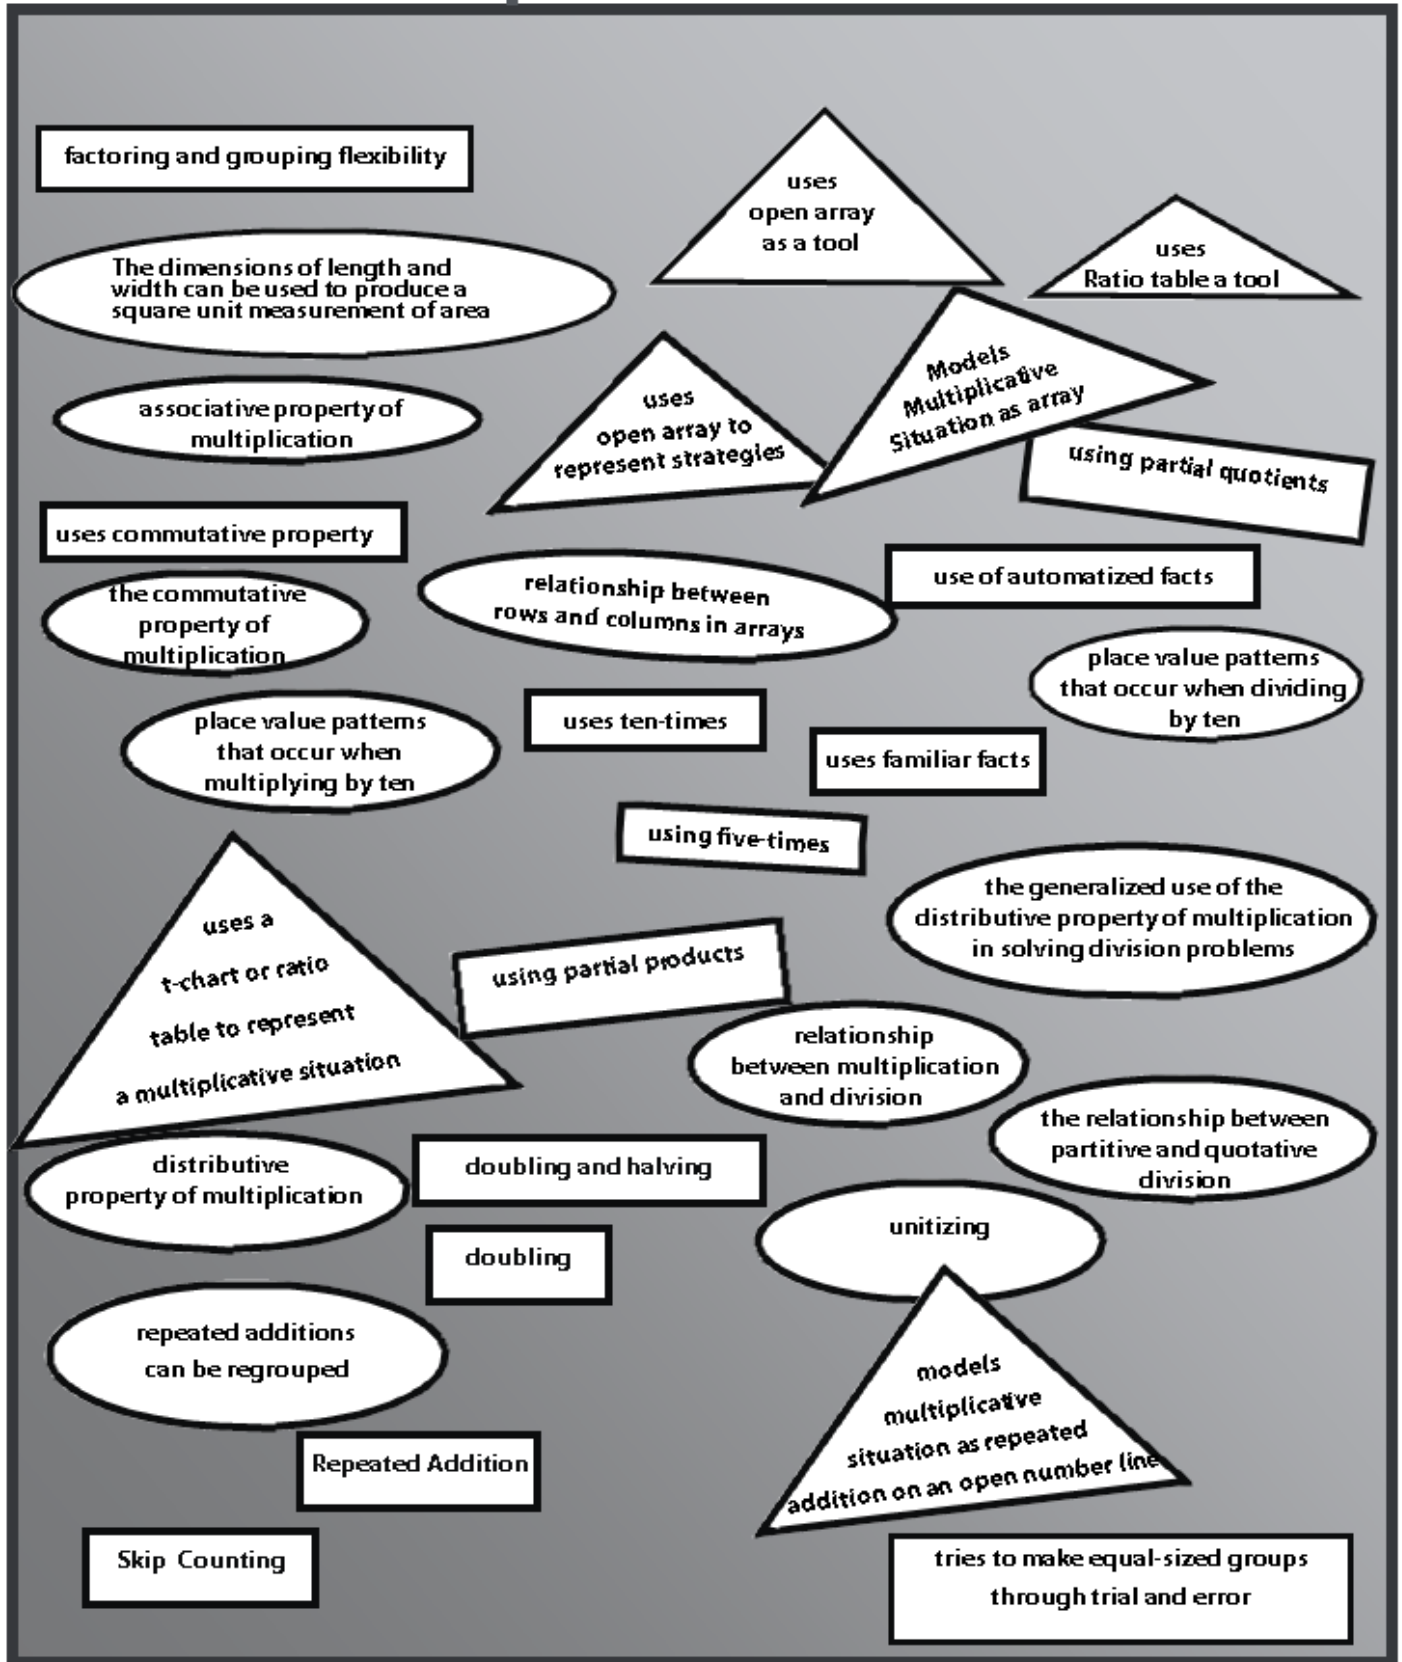 factoring and grouping flexibility
uses
open array
as a tool
uses
Ratio table a tool
The dimensions of length and
width can be used to produce a
square unit measurement of area
Models
Multiplicative
Situation as array
uses
open array to
represent strategies
associative property of
multiplication
using partial quotients
uses commutative property
the commutative
property of
multiplication
relationship between
rows and columns in arrays
use of automatized facts
place value patterns
that occur when dividing
by ten
place value patterns
that occur when
multiplying by ten
uses ten-times
uses familiar facts
using five-times
the generalized use of the
distributive property of multiplication
in solving division problems
uses a
t-chart or ratio
table to represent
a multiplicative situation
using partial products
relationship
between multiplication
and division
the relationship between
partitive and quotative
division
distributive
property of multiplication
doubling and halving
unitizing
doubling
repeated additions
can be regrouped
models
multiplicative
situation as repeated
addition on an open number line
Repeated Addition
Skip Counting
tries to make equal-sized groups
through trial and error